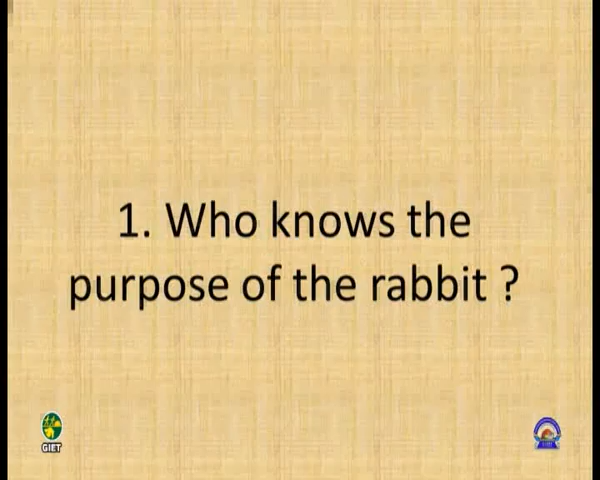 1. Who knows the
purpose of the rabbit ?
GIET